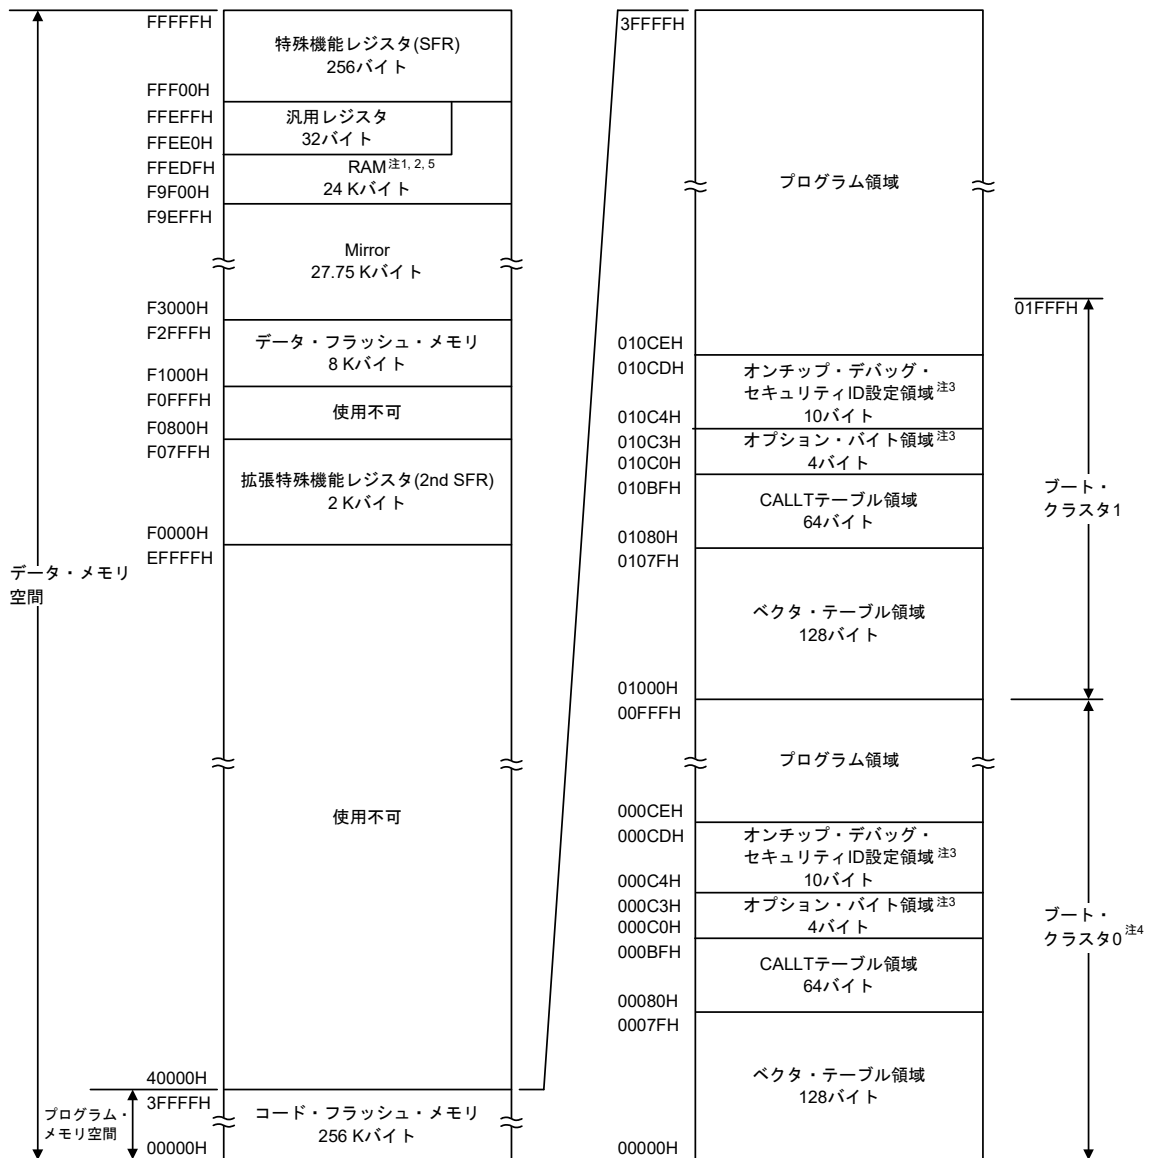 FFFFFH
特殊機能レジスタ(SFR)
256バイト
FFF00H
FFEFFH
汎用レジスタ
32バイト
FFEE0H
FFEDFH
RAM注1, 2, 5
24 Kバイト
F9F00H
F9EFFH
Mirror
27.75 Kバイト
F3000H
F2FFFH
データ・フラッシュ・メモリ
8 Kバイト
F1000H
F0FFFH
使用不可
F0800H
F07FFH
拡張特殊機能レジスタ(2nd SFR)
2 Kバイト
F0000H
EFFFFH
データ・メモリ
空間
使用不可
40000H
3FFFFH
プログラム・
メモリ空間
コード・フラッシュ・メモリ
256 Kバイト
00000H
3FFFFH
プログラム領域
01FFFH
010CEH
010CDH
オンチップ・デバッグ・
セキュリティID設定領域注3
10バイト
010C4H
010C3H
オプション・バイト領域注3
4バイト
010C0H
010BFH
CALLTテーブル領域
64バイト
01080H
0107FH
ブート・
クラスタ1
ベクタ・テーブル領域
128バイト
01000H
00FFFH
プログラム領域
000CEH
000CDH
オンチップ・デバッグ・
セキュリティID設定領域注3
10バイト
000C4H
000C3H
オプション・バイト領域注3
4バイト
000C0H
000BFH
ブート・
クラスタ0注4
CALLTテーブル領域
64バイト
00080H
0007FH
ベクタ・テーブル領域
128バイト
00000H